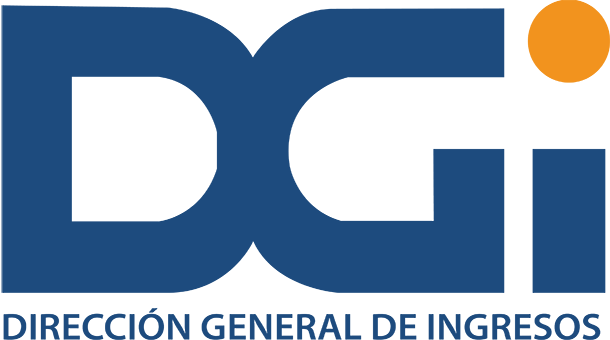 DGi
DIRECCIÓN GENERAL DE INGRESOS